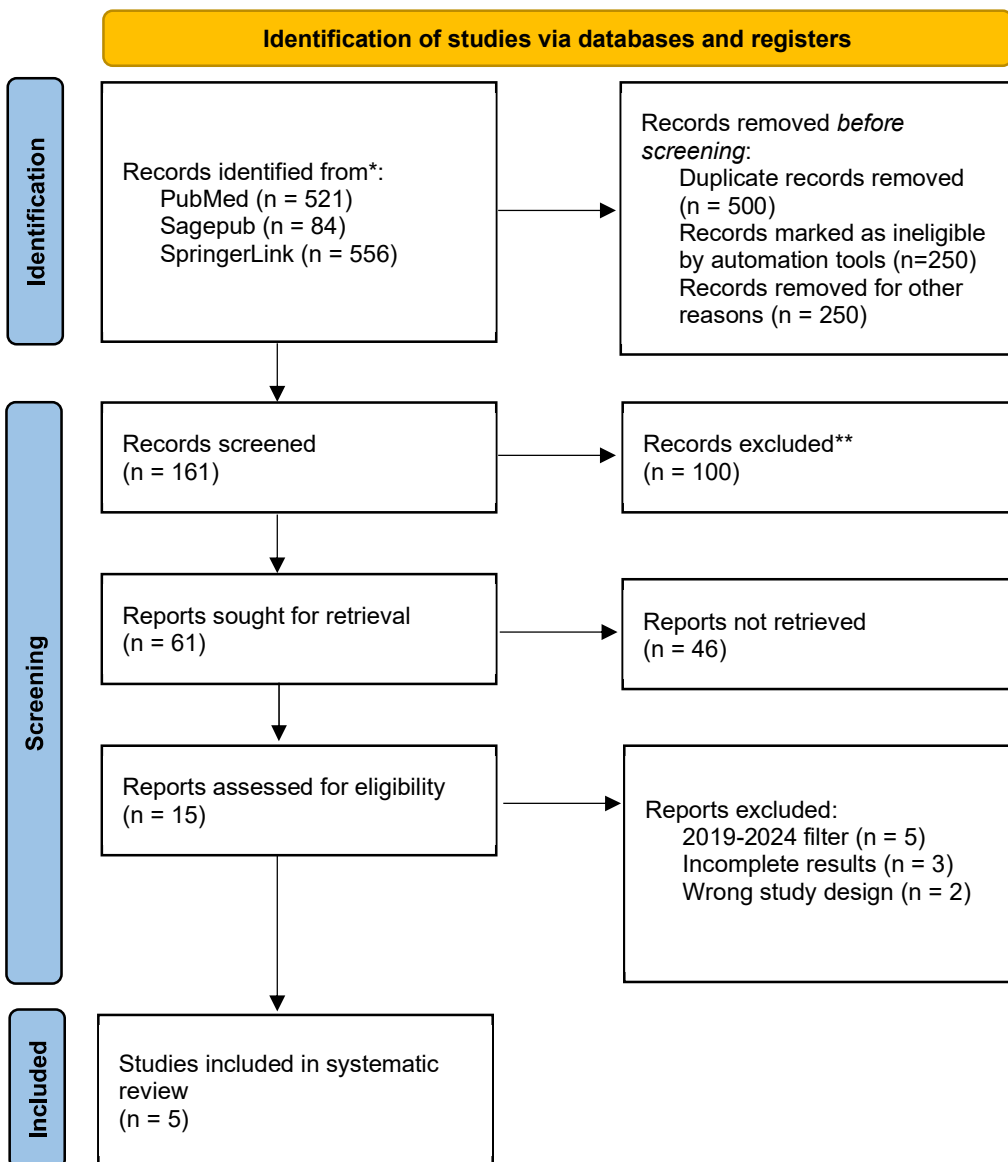 Identification of studies via databases and registers
Identification
Records identified from*:
PubMed (n = 521)
Sagepub (n = 84)
SpringerLink (n = 556)
Records removed before
screening:
Duplicate records removed
(n = 500)
Records marked as ineligible
by automation tools (n=250)
Records removed for other
reasons (n = 250)
Screening
Records screened
(n = 161)
Records excluded**
(n = 100)
Reports sought for retrieval
(n = 61)
Reports not retrieved
(n = 46)
Reports assessed for eligibility
(n = 15)
Reports excluded:
2019-2024 filter (n = 5)
Incomplete results (n = 3)
Wrong study design (n = 2)
Included
Studies included in systematic
review
(n = 5)